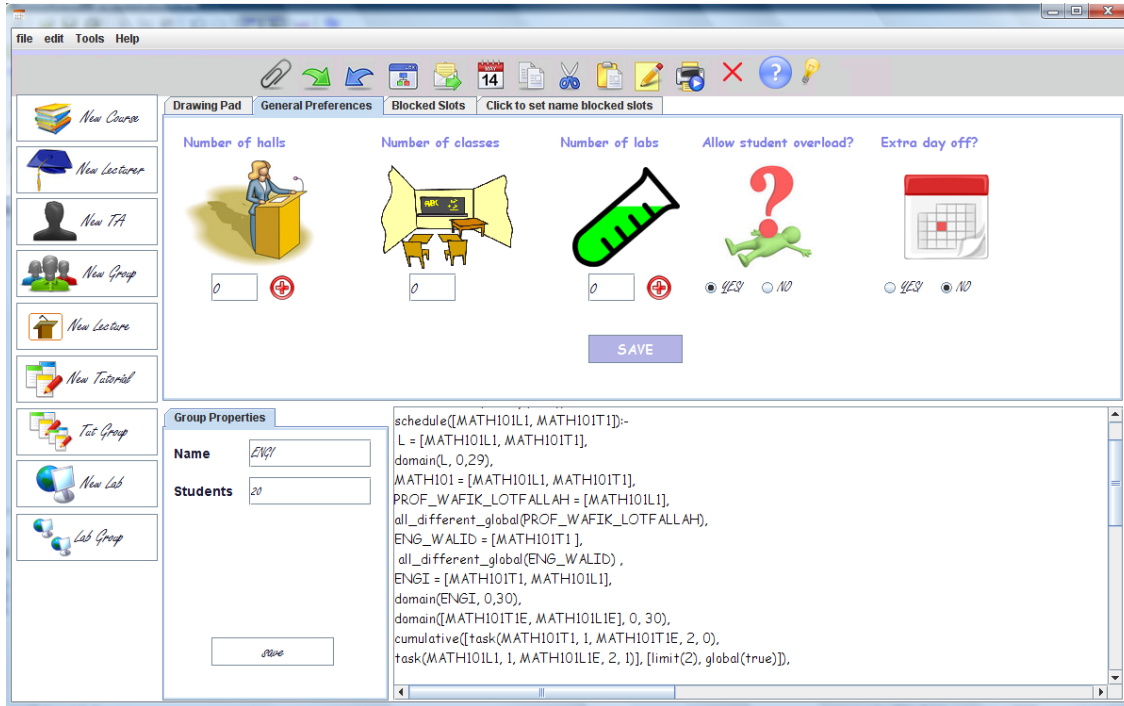 file edit Tools Help
MAY
14
New Course
New Lecturer
New TA
New Group
New Lecture
New Tutorial
Tut Group
New Lab
Lab Group
Drawing Pad General Preferences Blocked Slots Click to set name blocked slots
Number of halls Number of classes Number of labs Allow student overload? Extra day off?
ABC
0 0 0 YES! NO YES! NO
SAVE
Group Properties
Name ENGI
Students 20
save
schedule([MATH101L1, MATH101T1]):-
L = [MATH101L1, MATH101T1],
domain(L, 0,29),
MATH101 = [MATH101L1, MATH101T1],
PROF_WAFIK_LOTFALLAH = [MATH101L1],
all_different_global(PROF_WAFIK_LOTFALLAH),
ENG_WALID = [MATH101T1 ],
all_different_global(ENG_WALID) ,
ENGI = [MATH101T1, MATH101L1],
domain(ENGI, 0,30),
domain([MATH101T1E, MATH101L1E], 0, 30),
cumulative([task(MATH101T1, 1, MATH101T1E, 2, 0),
task(MATH101L1, 1, MATH101L1E, 2, 1)], [limit(2), global(true)]),